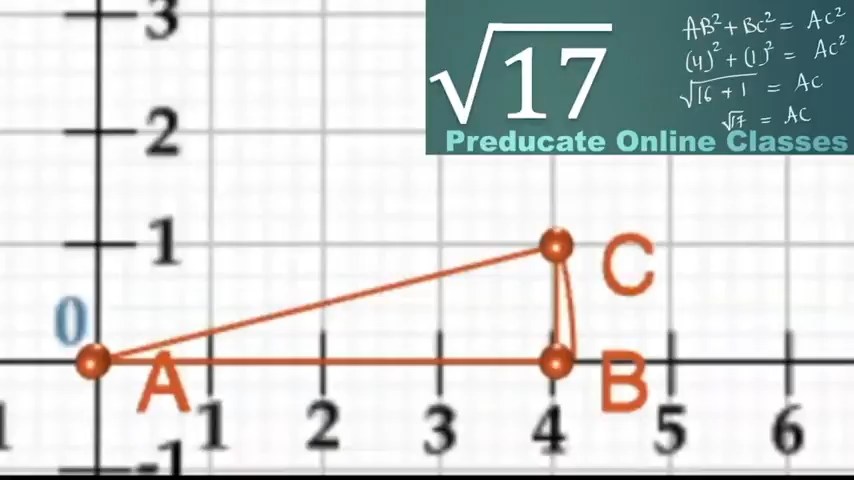 3
√17
AB² + BC² = AC²
(4)² + (1)² = AC²
√16 + 1 = AC
√17 = AC
Preducate Online Classes
2
1
C
0
A
B
1
1 2 3 4 5 6
-1